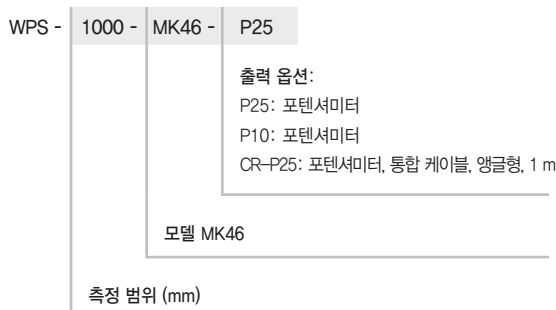 WPS - 1000 - MK46 - P25
출력 옵션:
P25: 포텐셔미터
P10: 포텐셔미터
CR-P25: 포텐셔미터, 통합 케이블, 앵글형, 1 m
모델 MK46
측정 범위 (mm)